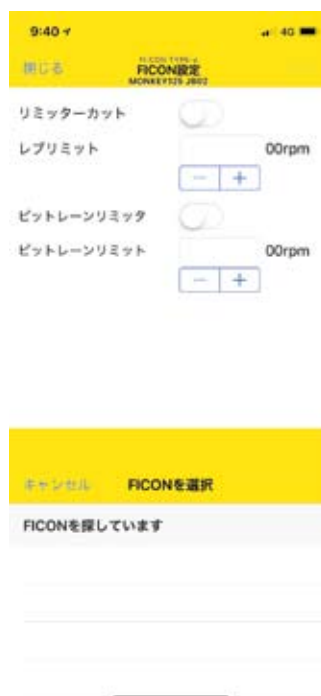 9:40
4G
閉じる
FICON TYPE-e
FICON設定
MONKEY125 JB02
リミッターカット
レブリミット
00rpm
− +
ピットレーンリミッタ
ピットレーンリミット
00rpm
− +
キャンセル
FICONを選択
FICONを探しています